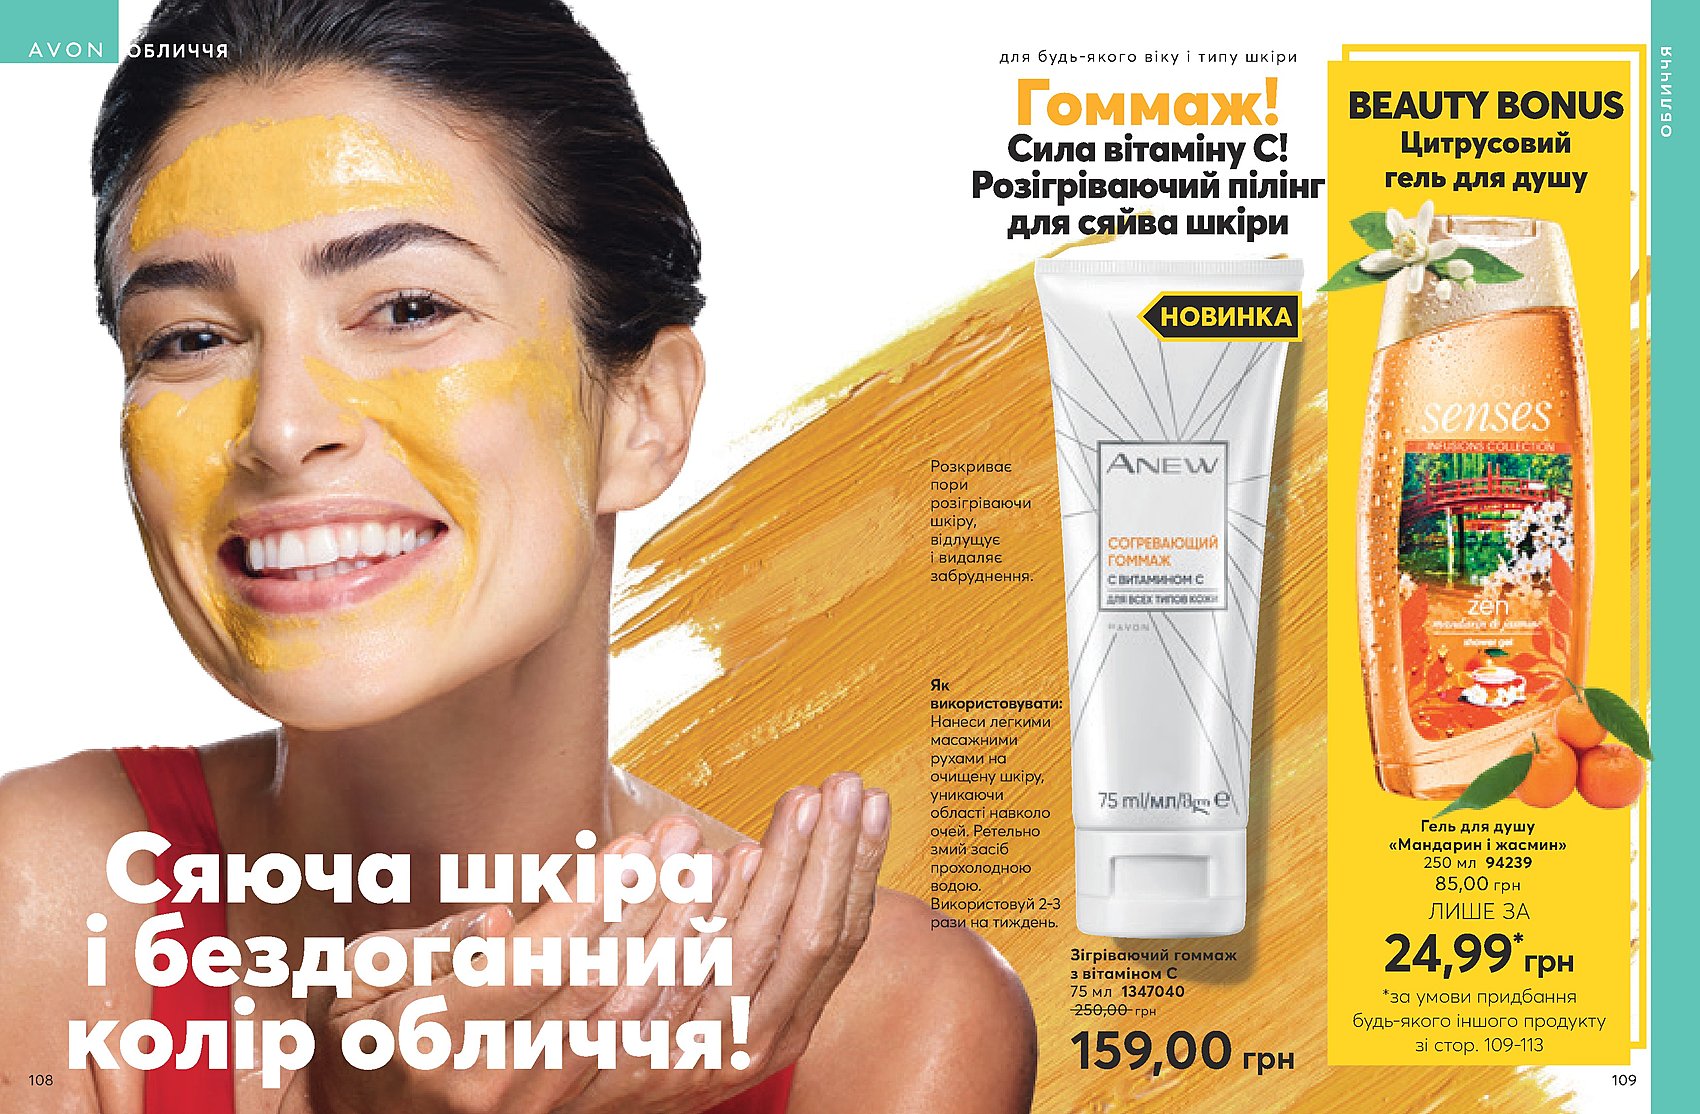 AVON ОБЛИЧЧЯ
Сяюча шкіра
і бездоганний
колір обличчя!
108
для будь-якого віку і типу шкіри
Гоммаж!
Сила вітаміну С!
Розігріваючий пілінг
для сяйва шкіри
НОВИНКА
Розкриває
пори
розігріваючи
шкіру,
відлущує
і видаляє
забруднення.
Як
використовувати:
Нанеси легкими
масажними
рухами на
очищену шкіру,
уникаючи
області навколо
очей. Ретельно
змий засіб
прохолодною
водою.
Використовуй 2-3
рази на тиждень.
ANEW
СОГРЕВАЮЩИЙ
ГОММАЖ
С ВИТАМИНОМ С
ДЛЯ ВСЕХ ТИПОВ КОЖИ
AVON
75 ml/мл/
Зігріваючий гоммаж
з вітаміном С
75 мл 1347040
250,00 грн
159,00 грн
BEAUTY BONUS
Цитрусовий
гель для душу
senses
INFUSIONS COLLECTION
zen
mandarin & jasmine
shower gel
Гель для душу
«Мандарин і жасмин»
250 мл 94239
85,00 грн
ЛИШЕ ЗА
24,99* грн
*за умови придбання
будь-якого іншого продукту
зі стор. 109-113
ОБЛИЧЧЯ
109